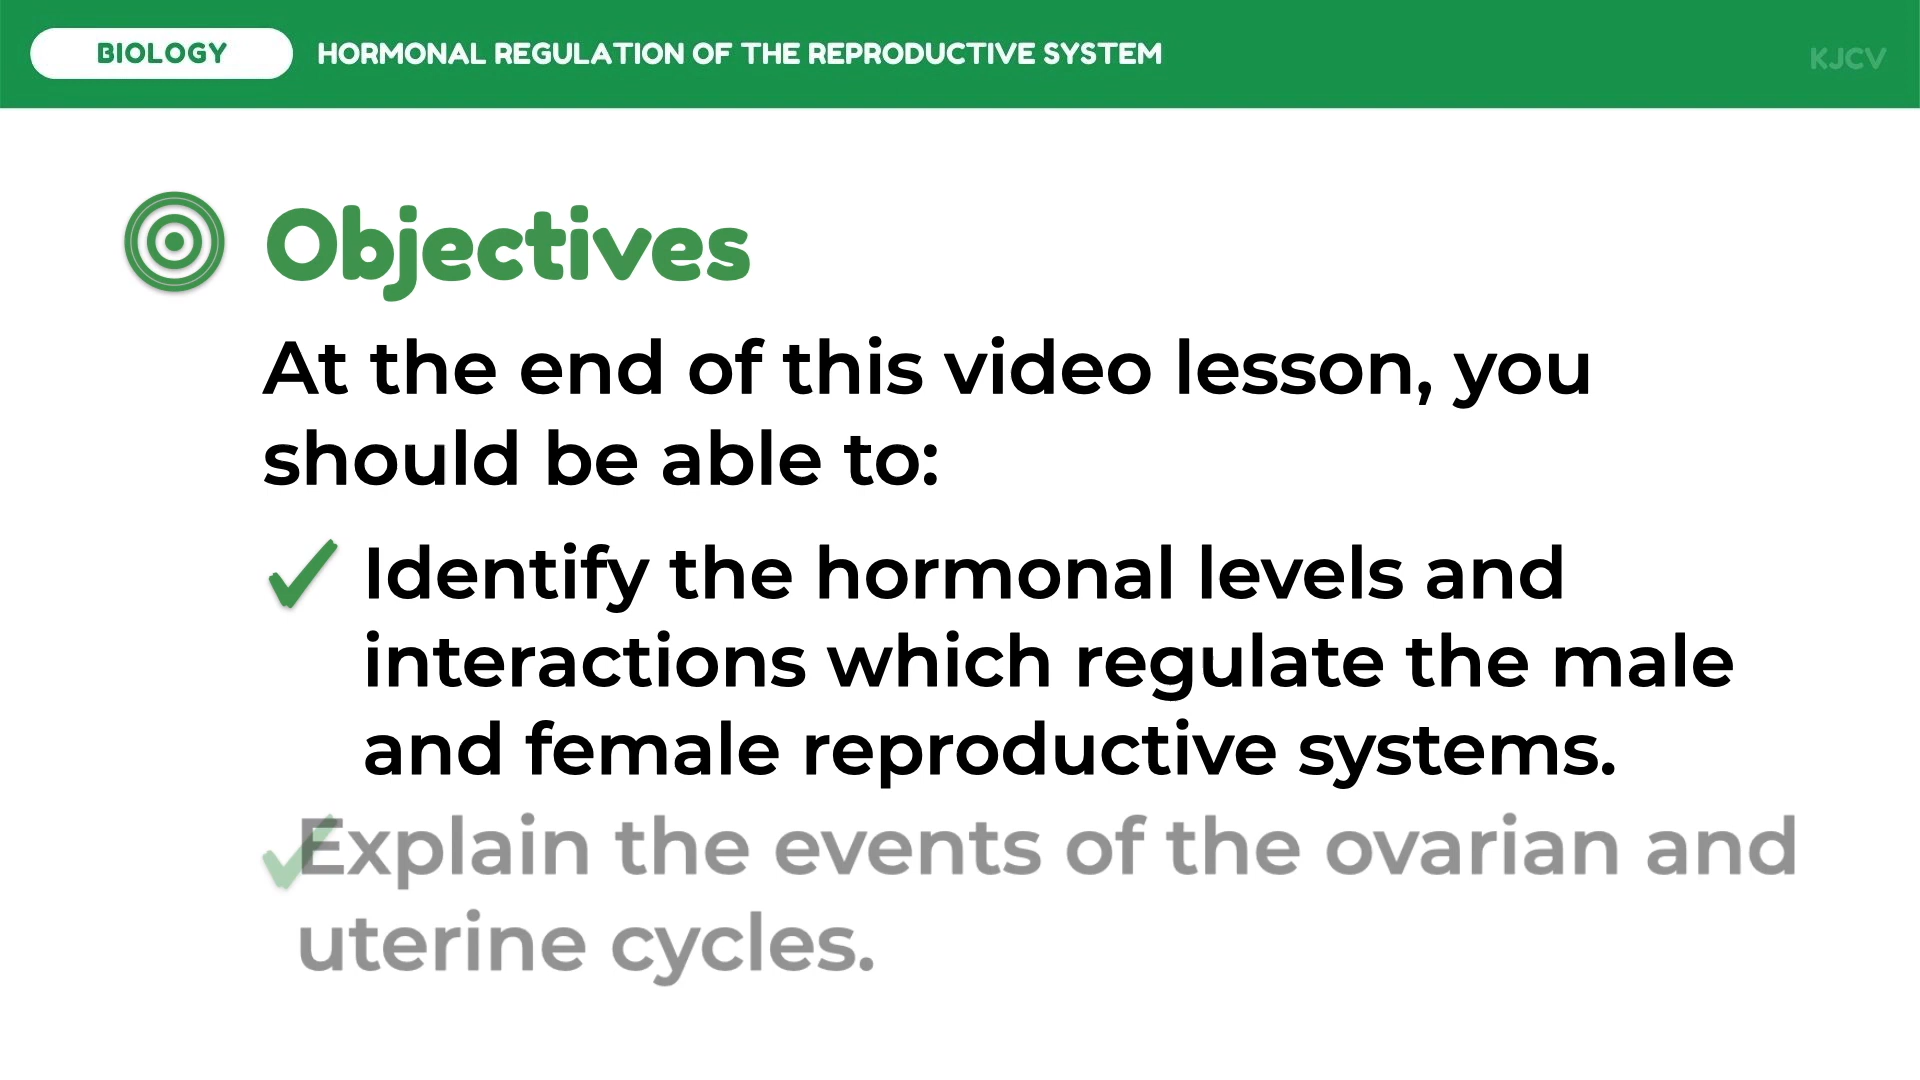 BIOLOGY
HORMONAL REGULATION OF THE REPRODUCTIVE SYSTEM
KJCV
Objectives
At the end of this video lesson, you
should be able to:
Identify the hormonal levels and
interactions which regulate the male
and female reproductive systems.
Explain the events of the ovarian and
uterine cycles.